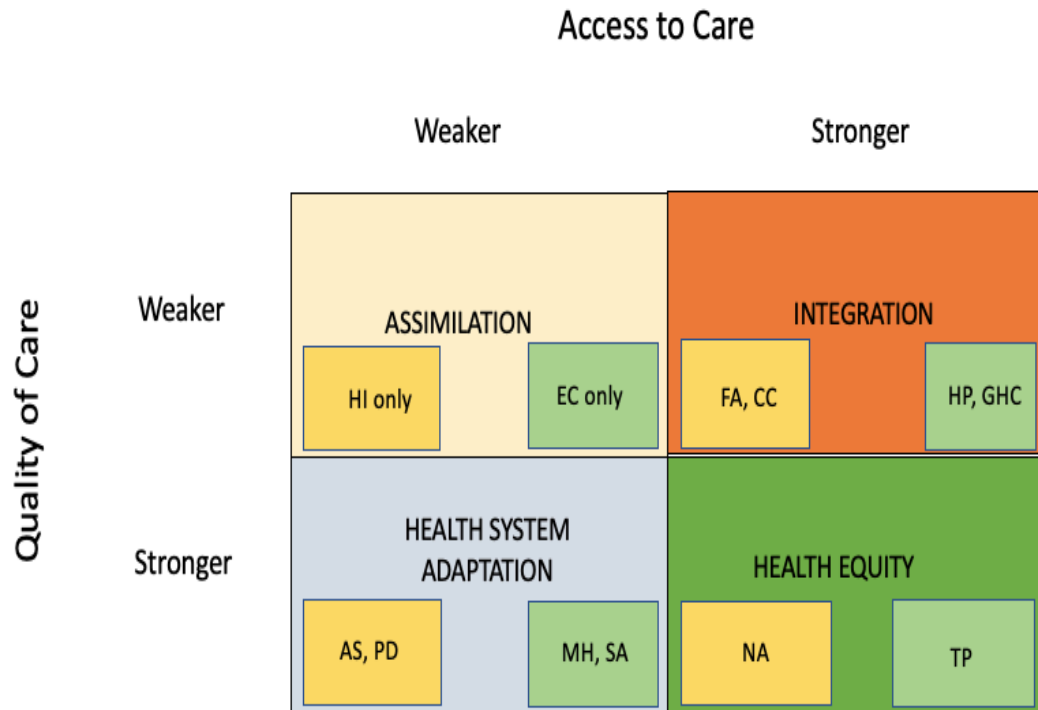 Access to Care
Weaker
Stronger
Quality of Care
Weaker
ASSIMILATION
INTEGRATION
HI only
EC only
FA, CC
HP, GHC
Stronger
HEALTH SYSTEM
ADAPTATION
HEALTH EQUITY
AS, PD
MH, SA
NA
TP